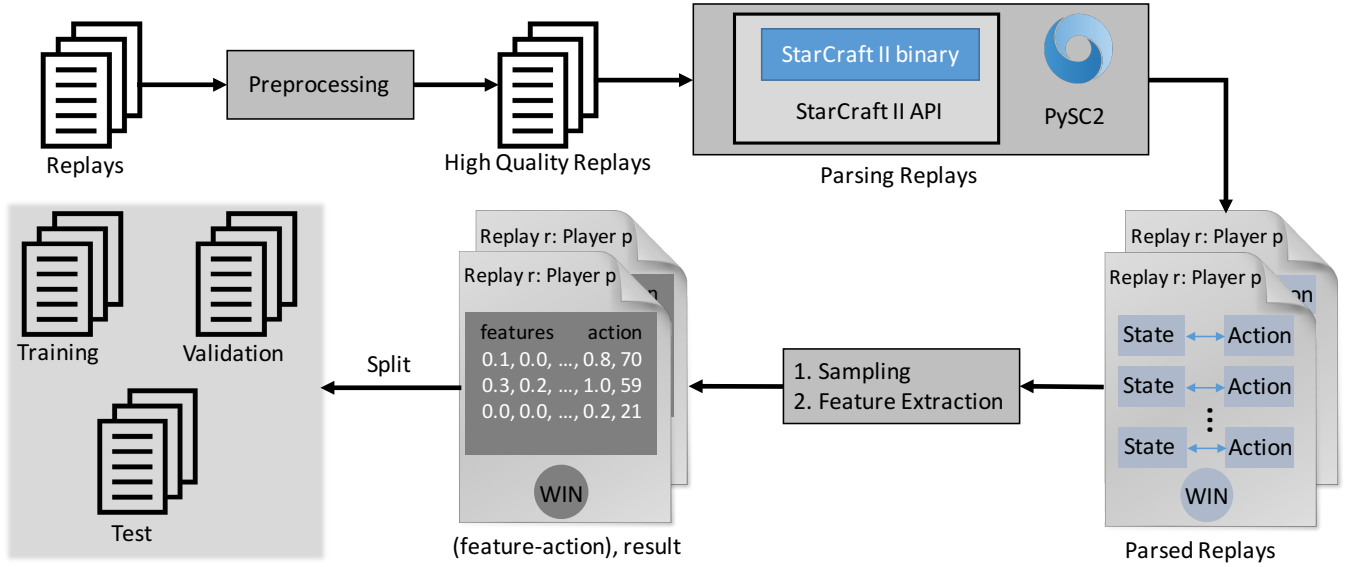 Replays
Preprocessing
High Quality Replays
StarCraft II binary
StarCraft II API
PySC2
Parsing Replays
Replay r: Player p
Replay r: Player p
on
State
Action
State
Action
State
Action
WIN
Parsed Replays
1. Sampling
2. Feature Extraction
Replay r: Player p
Replay r: Player p
n
features action
0.1, 0.0, ..., 0.8, 70
0.3, 0.2, ..., 1.0, 59
0.0, 0.0, ..., 0.2, 21
WIN
(feature-action), result
Split
Training
Validation
Test